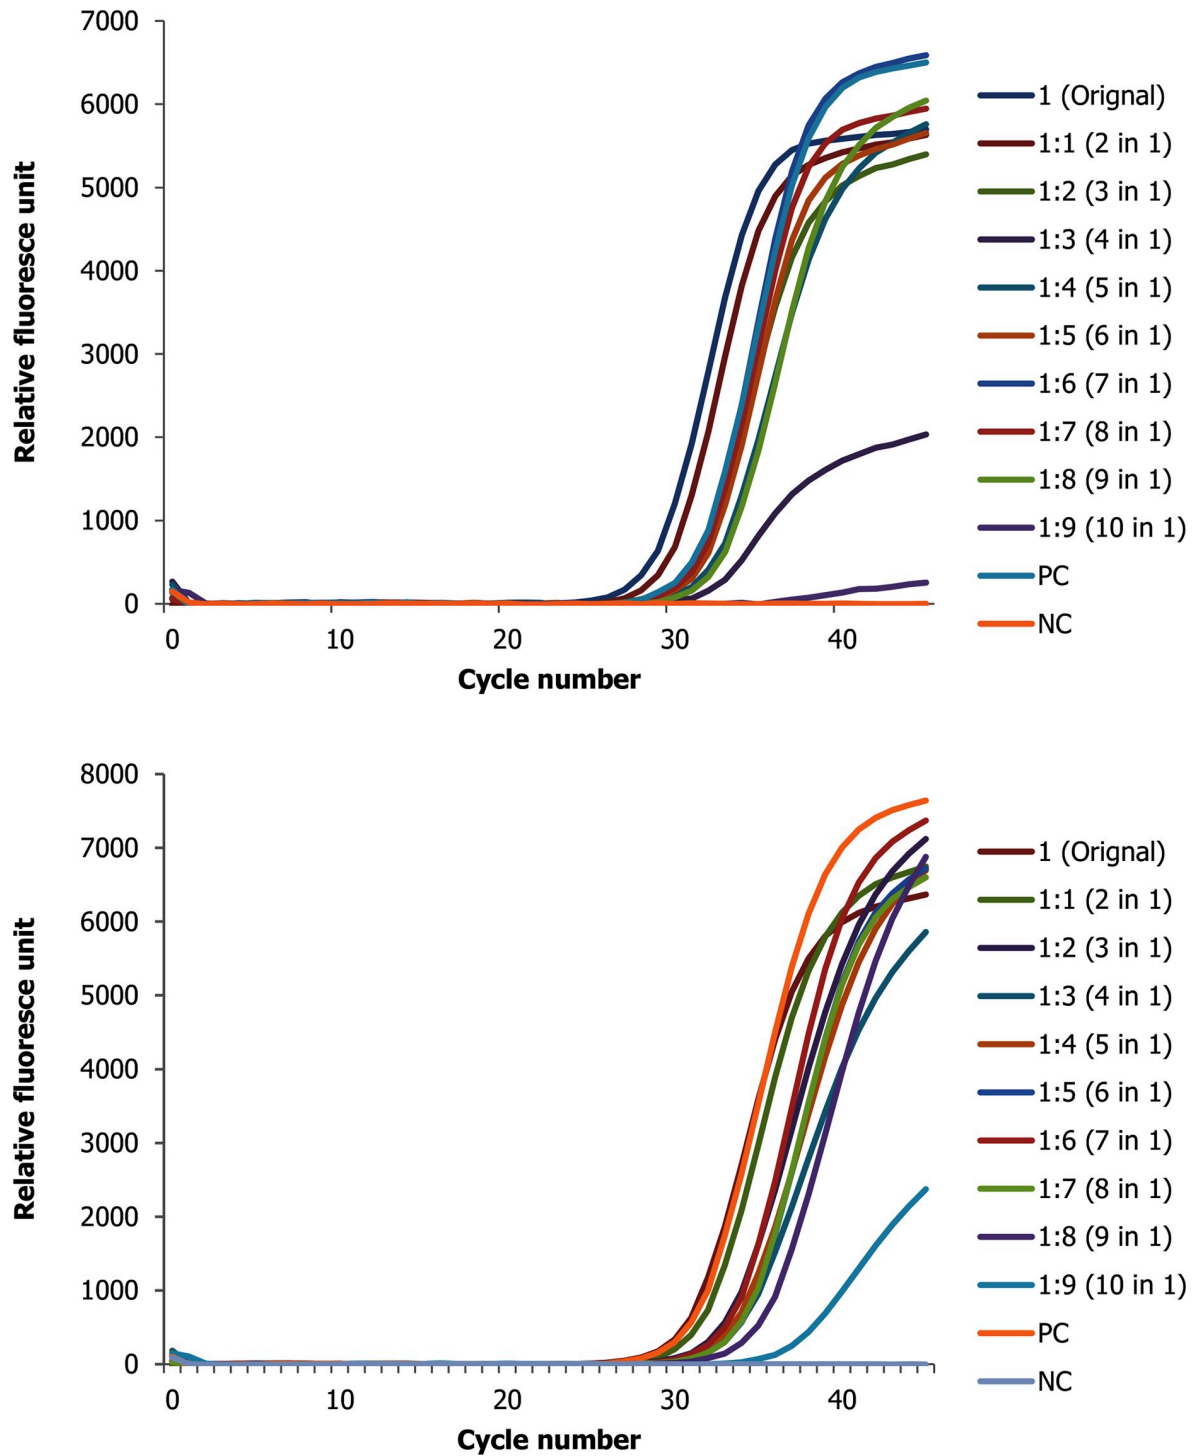 7000
6000
5000
4000
3000
2000
1000
0
Relative fluoresce unit
0 10 20 30 40
Cycle number
1 (Orignal)
1:1 (2 in 1)
1:2 (3 in 1)
1:3 (4 in 1)
1:4 (5 in 1)
1:5 (6 in 1)
1:6 (7 in 1)
1:7 (8 in 1)
1:8 (9 in 1)
1:9 (10 in 1)
PC
NC
8000
7000
6000
5000
4000
3000
2000
1000
0
Relative fluoresce unit
0 10 20 30 40
Cycle number
1 (Orignal)
1:1 (2 in 1)
1:2 (3 in 1)
1:3 (4 in 1)
1:4 (5 in 1)
1:5 (6 in 1)
1:6 (7 in 1)
1:7 (8 in 1)
1:8 (9 in 1)
1:9 (10 in 1)
PC
NC